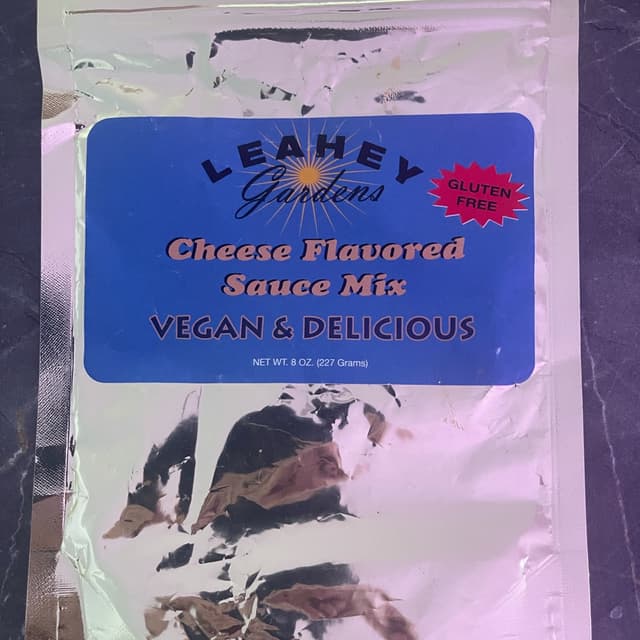 LEAHEY
Gardens
GLUTEN
FREE
Cheese Flavored
Sauce Mix
VEGAN & DELICIOUS
NET WT. 8 OZ. (227 Grams)